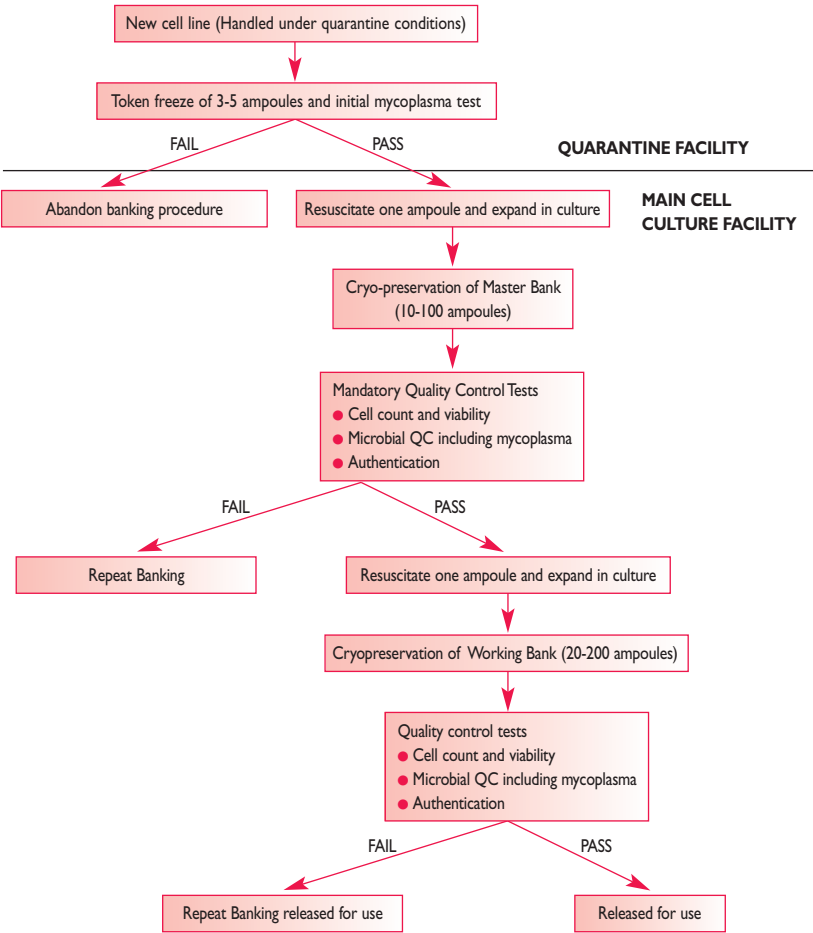 New cell line (Handled under quarantine conditions)
Token freeze of 3-5 ampoules and initial mycoplasma test
FAIL
PASS
QUARANTINE FACILITY
Abandon banking procedure
Resuscitate one ampoule and expand in culture
MAIN CELL
CULTURE FACILITY
Cryo-preservation of Master Bank
(10-100 ampoules)
Mandatory Quality Control Tests
● Cell count and viability
● Microbial QC including mycoplasma
● Authentication
FAIL
PASS
Repeat Banking
Resuscitate one ampoule and expand in culture
Cryopreservation of Working Bank (20-200 ampoules)
Quality control tests
● Cell count and viability
● Microbial QC including mycoplasma
● Authentication
FAIL
PASS
Repeat Banking released for use
Released for use